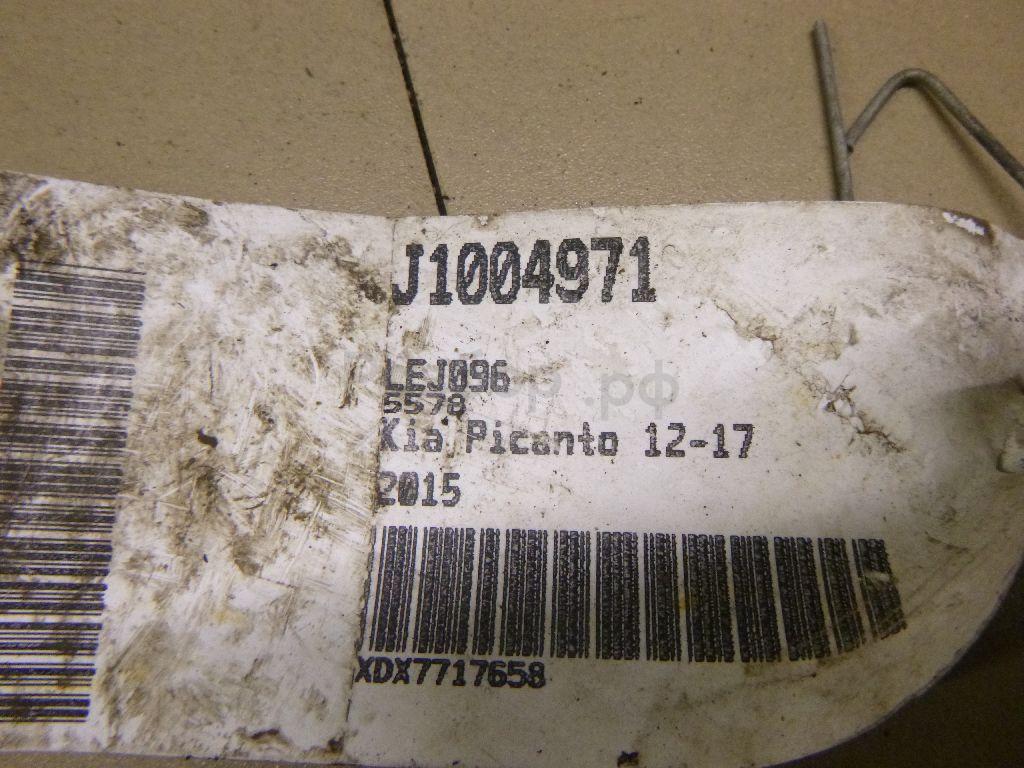 J1004971
LEJ096
5578
Kia Picanto 12-17
2015
XDX7717658